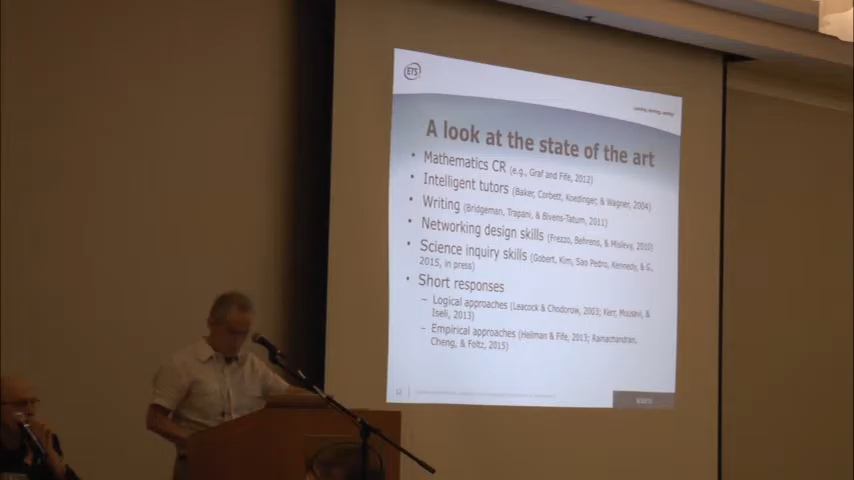 ETS
A look at the state of the art
• Mathematics CR (e.g., Graf and Fife, 2012)
• Intelligent tutors (Baker, Corbett, Koedinger, & Wagner, 2004)
• Writing (Bridgeman, Trapani, & Bivens-Tatum, 2011)
• Networking design skills (Frezzo, Behrens, & Mislevy, 2010)
• Science inquiry skills (Gobert, Kim, Sao Pedro, Kennedy, & G.,
2015, in press)
• Short responses
– Logical approaches (Leacock & Chodorow, 2003; Kerr, Mousavi, &
Iseli, 2013)
– Empirical approaches (Heilman & Fife, 2013; Ramachandran,
Cheng, & Foltz, 2015)